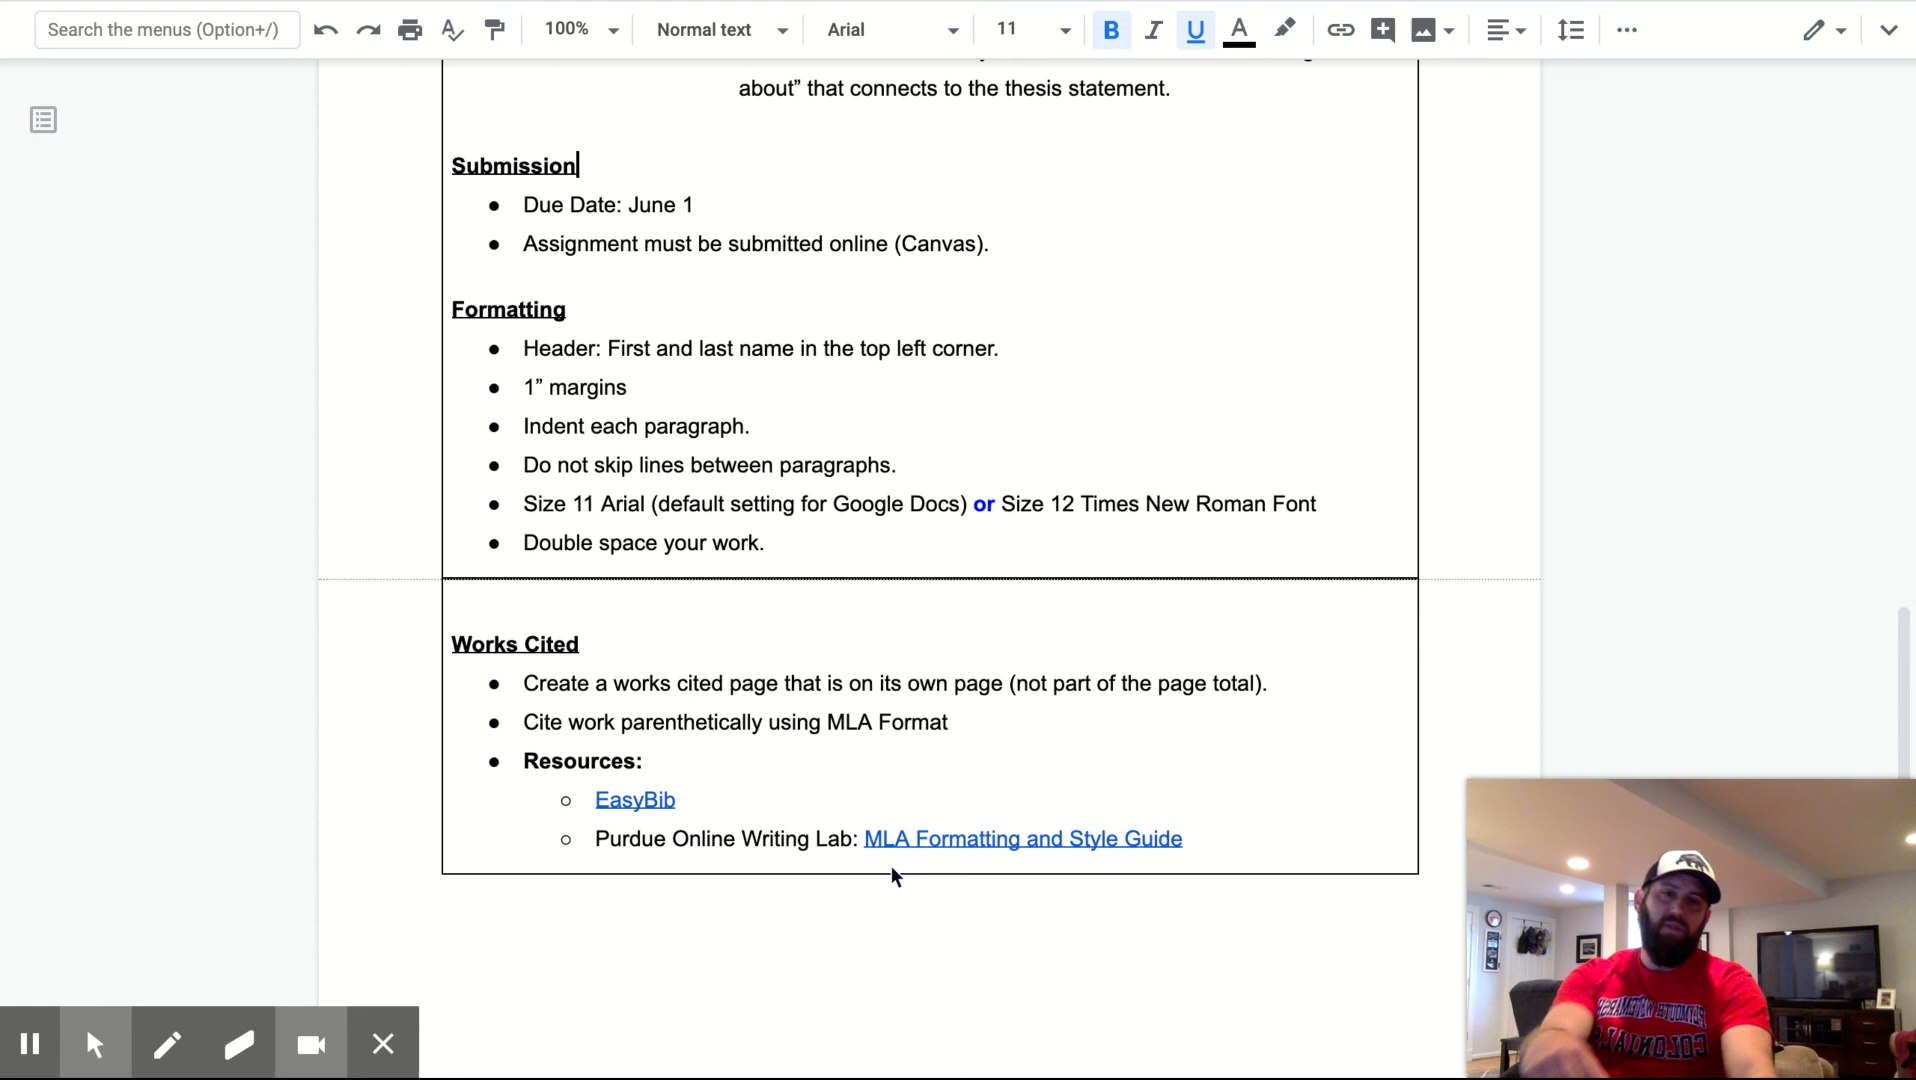 Search the menus (Option+/)
100%
Normal text
Arial
11
B
I
U
A
about” that connects to the thesis statement.
Submission
● Due Date: June 1
● Assignment must be submitted online (Canvas).
Formatting
● Header: First and last name in the top left corner.
● 1” margins
● Indent each paragraph.
● Do not skip lines between paragraphs.
● Size 11 Arial (default setting for Google Docs) or Size 12 Times New Roman Font
● Double space your work.
Works Cited
● Create a works cited page that is on its own page (not part of the page total).
● Cite work parenthetically using MLA Format
● Resources:
○ EasyBib
○ Purdue Online Writing Lab: MLA Formatting and Style Guide
COLONIALS